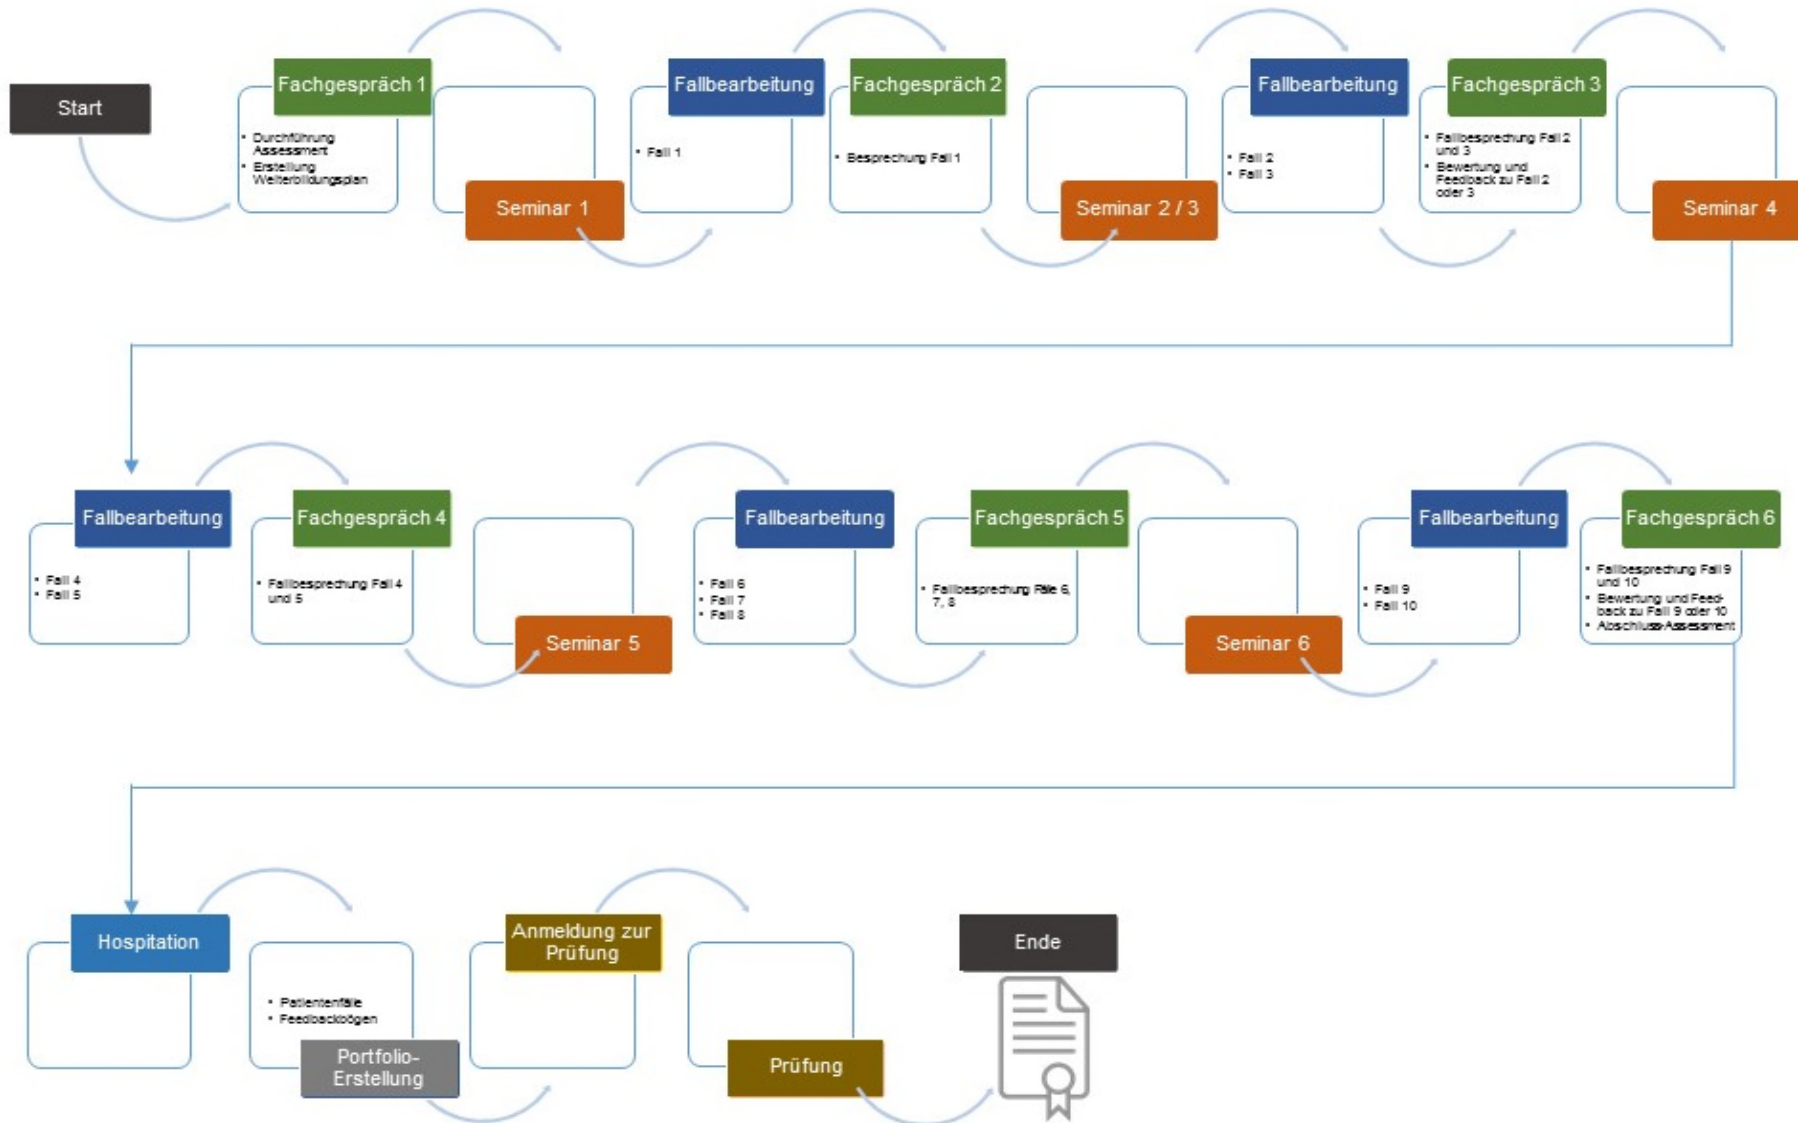 Start
Fachgespräch 1
• Durchführung
Assessment
• Erstellung
Weiterbildungsplan
Seminar 1
Fallbearbeitung
• Fall 1
Fachgespräch 2
• Besprechung Fall 1
Seminar 2 / 3
Fallbearbeitung
• Fall 2
• Fall 3
Fachgespräch 3
• Fallbesprechung Fall 2
und 3
• Bewertung und
Feedback zu Fall 2
oder 3
Seminar 4
Fallbearbeitung
• Fall 4
• Fall 5
Fachgespräch 4
• Fallbesprechung Fall 4
und 5
Seminar 5
Fallbearbeitung
• Fall 6
• Fall 7
• Fall 8
Fachgespräch 5
• Fallbesprechung Fälle 6,
7, 8
Seminar 6
Fallbearbeitung
• Fall 9
• Fall 10
Fachgespräch 6
• Fallbesprechung Fall 9
und 10
• Bewertung und Feed-
back zu Fall 9 oder 10
• Abschluss-Assessment
Hospitation
• Patientenfälle
• Feedbackbögen
Portfolio-
Erstellung
Anmeldung zur
Prüfung
Prüfung
Ende